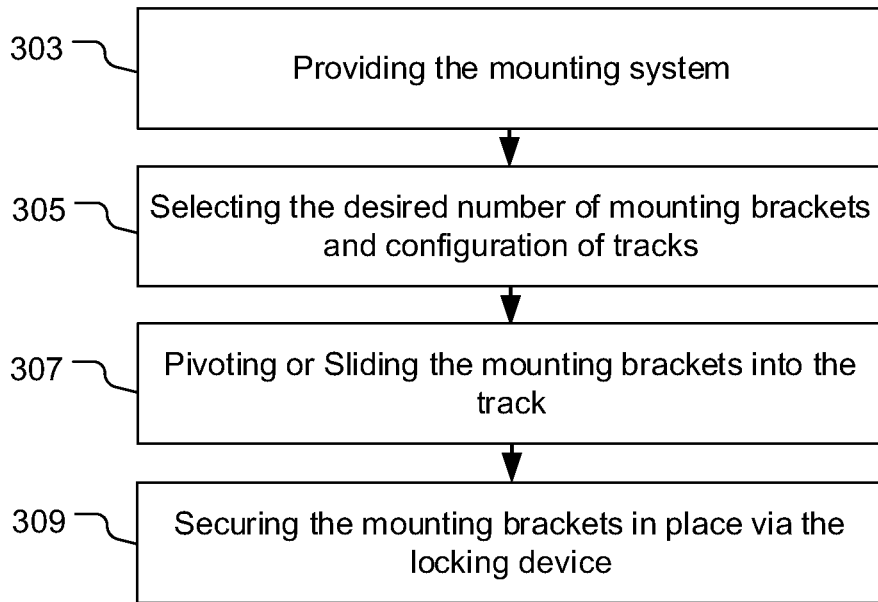 303
Providing the mounting system
305
Selecting the desired number of mounting brackets
and configuration of tracks
307
Pivoting or Sliding the mounting brackets into the
track
309
Securing the mounting brackets in place via the
locking device